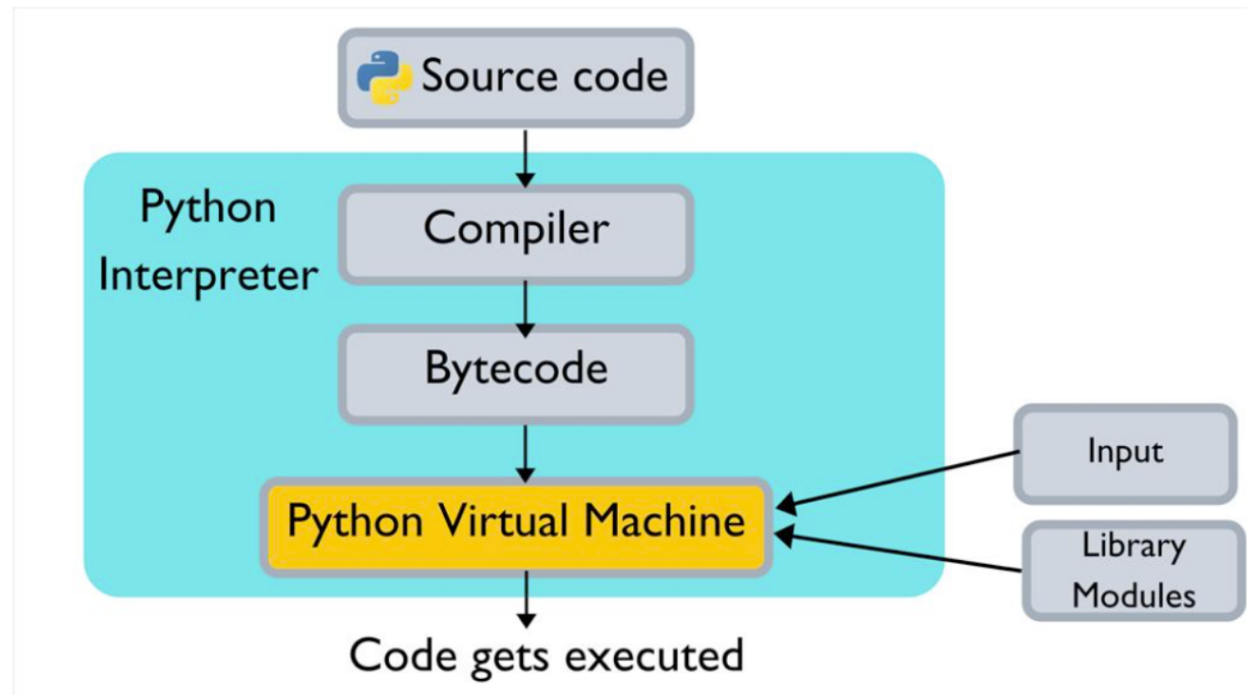 Source code
Python
Interpreter
Compiler
Bytecode
Python Virtual Machine
Input
Library
Modules
Code gets executed